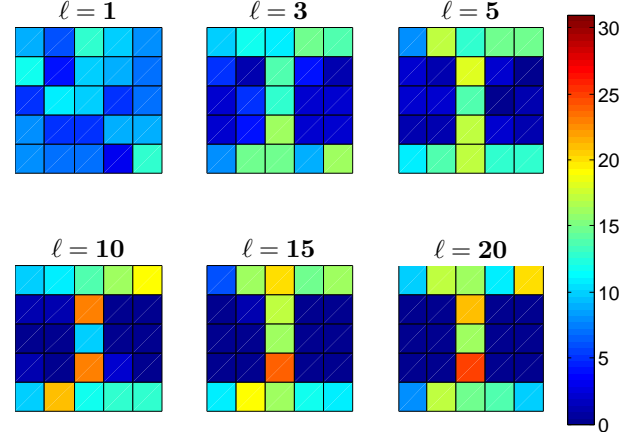 ℓ = 1
ℓ = 3
ℓ = 5
ℓ = 10
ℓ = 15
ℓ = 20
30
25
20
15
10
5
0